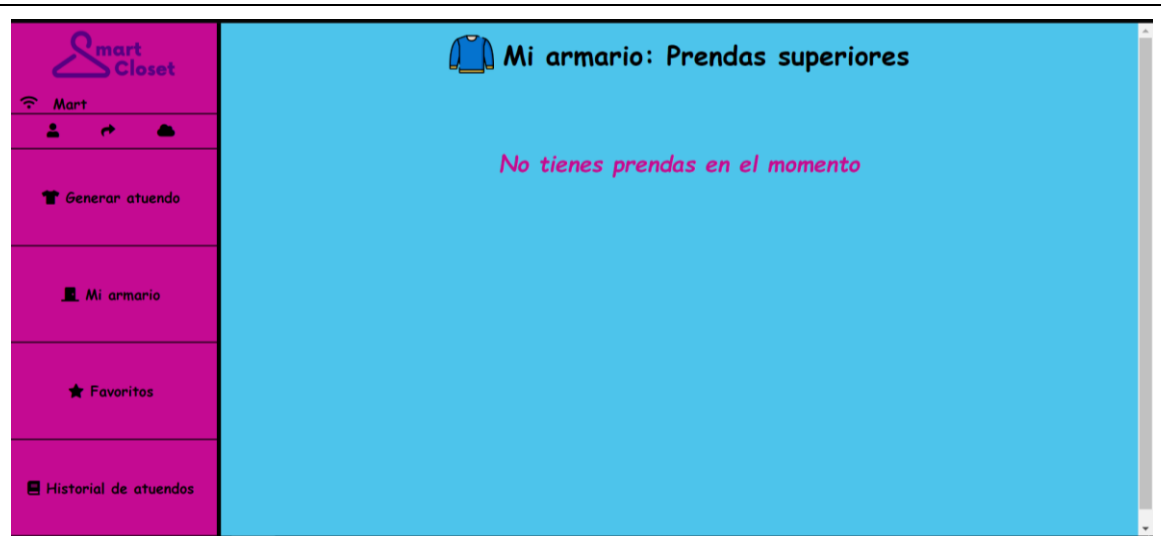 Smart
Closet
Mart
Generar atuendo
Mi armario
Favoritos
Historial de atuendos
Mi armario: Prendas superiores
No tienes prendas en el momento